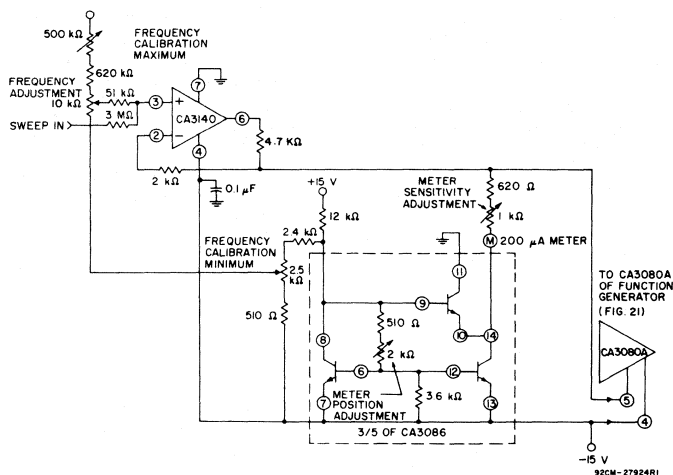 500 kΩ
FREQUENCY
CALIBRATION
MAXIMUM
620 kΩ
FREQUENCY
ADJUSTMENT
10 kΩ
51 kΩ
SWEEP IN
3 MΩ
3
2
+
−
CA3140
7
4
6
4.7 KΩ
2 kΩ
0.1 µF
+15 V
12 kΩ
2.4 kΩ
FREQUENCY
CALIBRATION
MINIMUM
2.5
kΩ
510 Ω
METER
SENSITIVITY
ADJUSTMENT
620 Ω
1 kΩ
M
200 µA METER
11
9
10
14
8
510 Ω
2 kΩ
6
12
7
METER
POSITION
ADJUSTMENT
3.6 kΩ
13
3/5 OF CA3086
TO CA3080A
OF FUNCTION
GENERATOR
(FIG. 21)
CA3080A
5
4
−15 V
92CM-27924R1